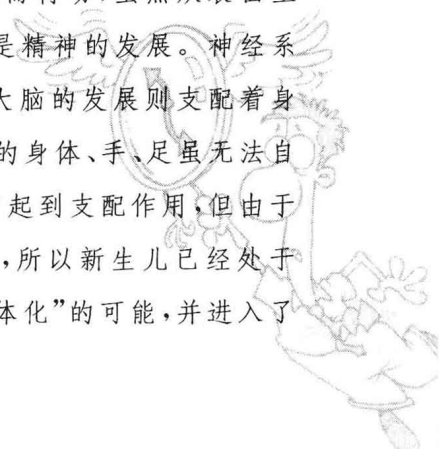 是精神的发展。神经系
大脑的发展则支配着身
的身体、手、足虽无法自
起到支配作用,但由于
,所以新生儿已经处于
体化”的可能,并进入了